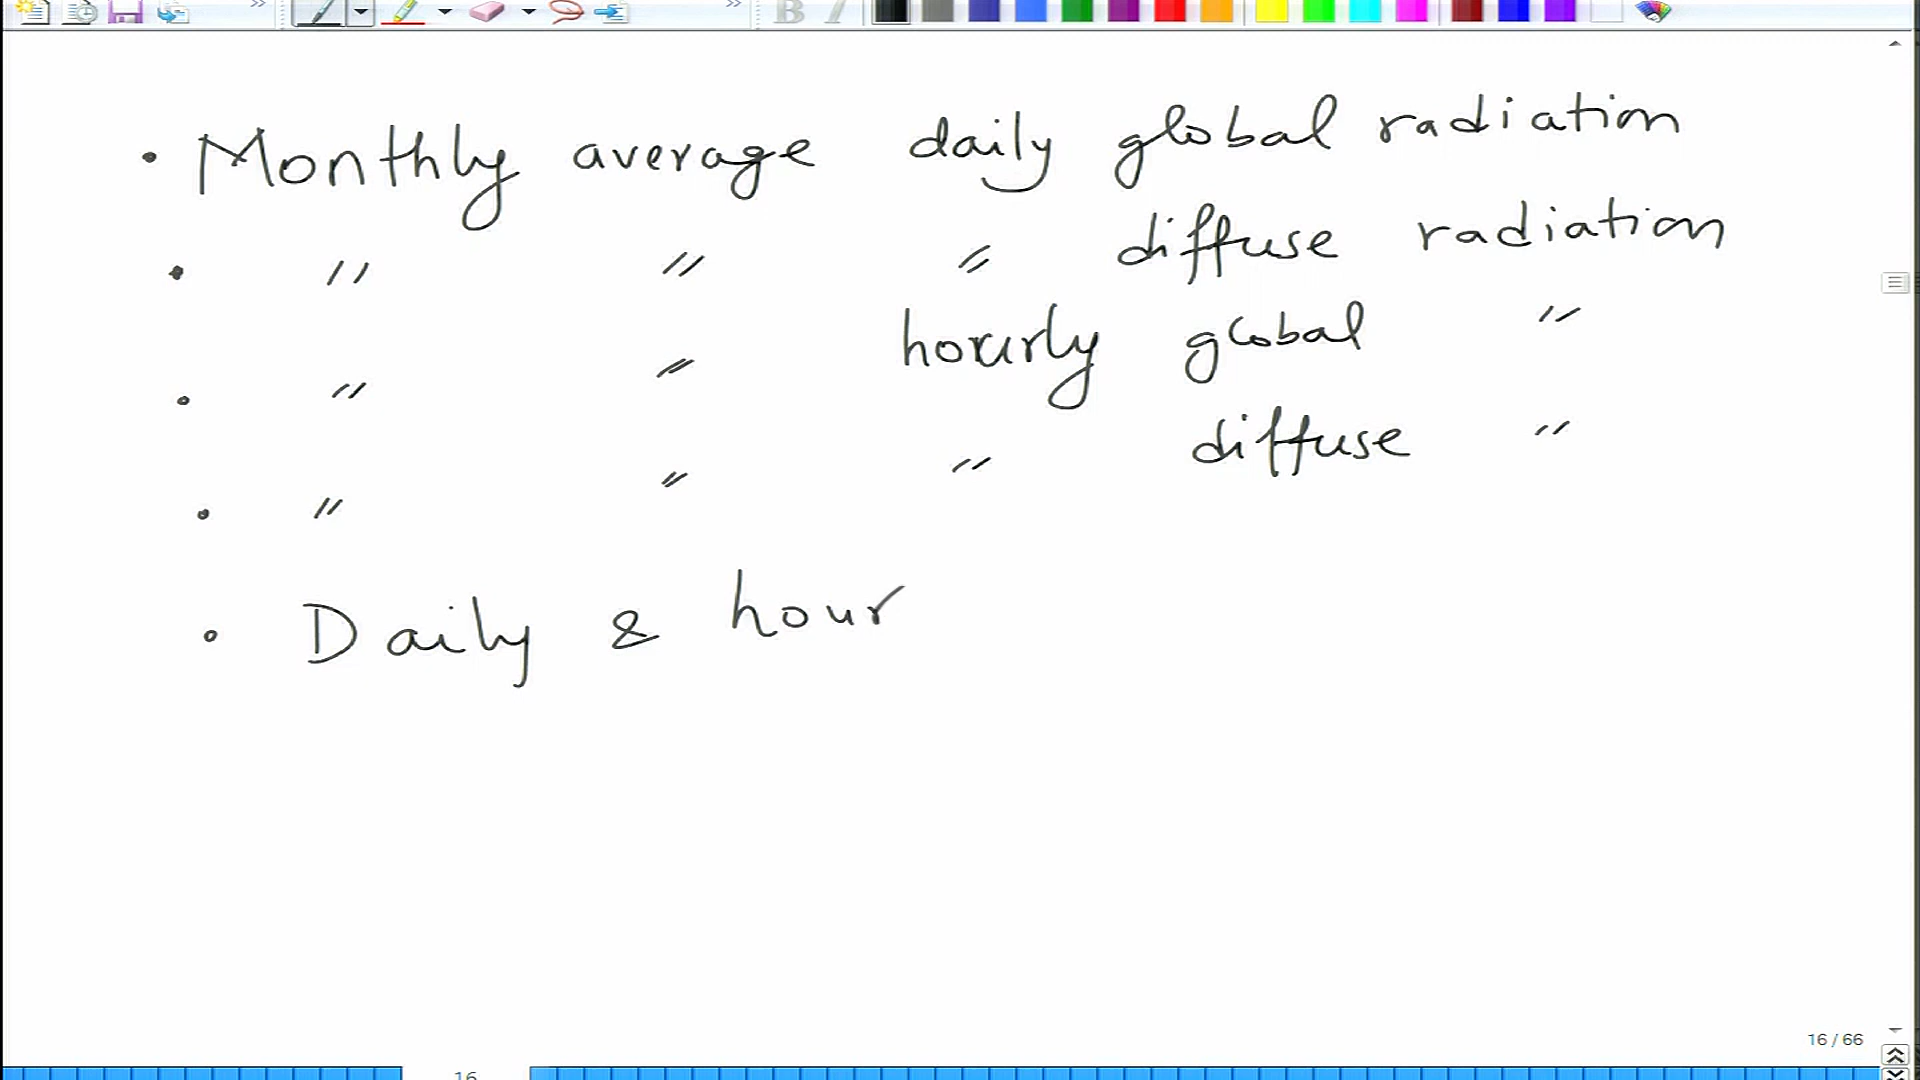 • Monthly average daily global radiation
• " " " diffuse radiation
• " " hourly global "
• " " " diffuse "
• Daily & hour
16 / 66
16